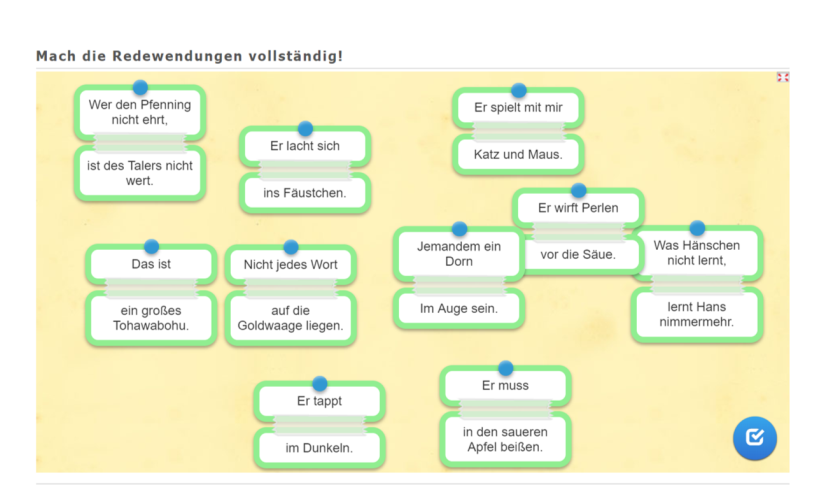 Mach die Redewendungen vollständig!
Wer den Pfenning
nicht ehrt,
ist des Talers nicht
wert.
Er lacht sich
ins Fäustchen.
Er spielt mit mir
Katz und Maus.
Er wirft Perlen
vor die Säue.
Jemandem ein
Dorn
Im Auge sein.
Was Hänschen
nicht lernt,
lernt Hans
nimmermehr.
Das ist
ein großes
Tohawabohu.
Nicht jedes Wort
auf die
Goldwaage liegen.
Er tappt
im Dunkeln.
Er muss
in den saueren
Apfel beißen.